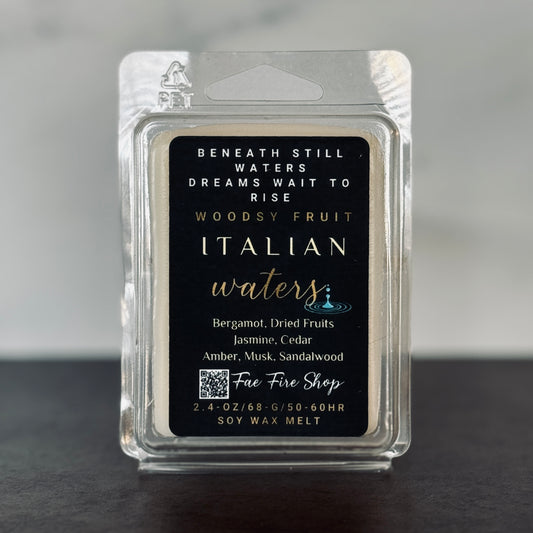 PET
BENEATH STILL
WATERS
DREAMS WAIT TO
RISE
WOODSY FRUIT
ITALIAN
waters
Bergamot, Dried Fruits
Jasmine, Cedar
Amber, Musk, Sandalwood
Fae Fire Shop
2.4-OZ/68-G/50-60HR
SOY WAX MELT